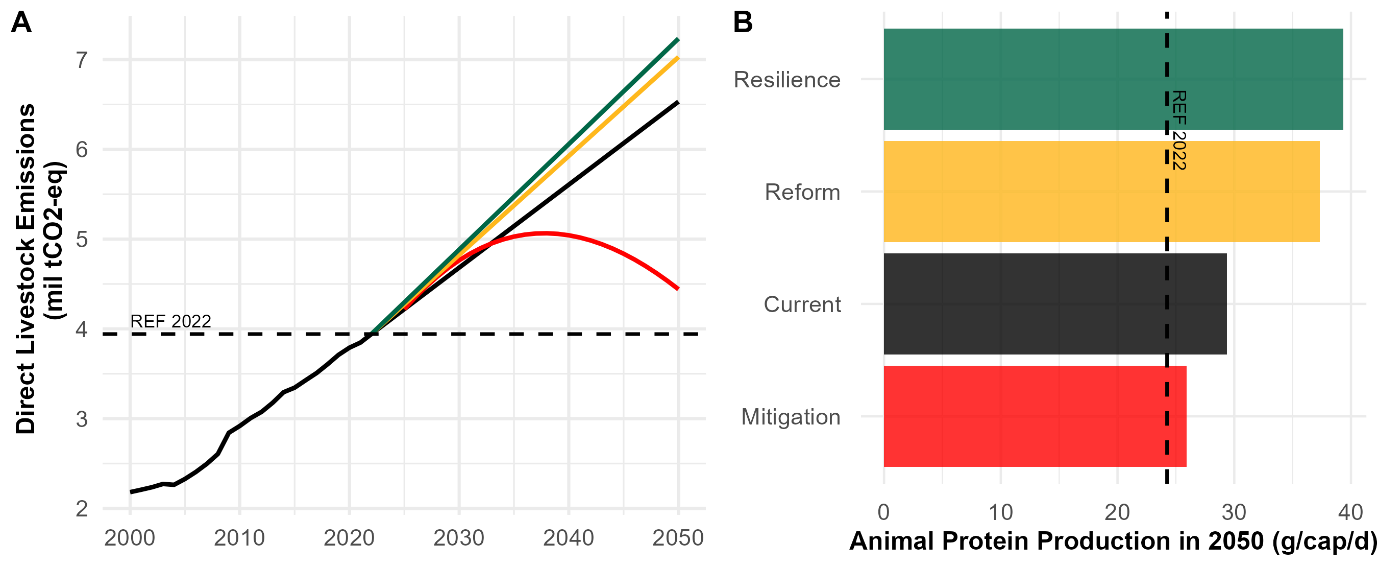 A
Direct Livestock Emissions
(mil tCO2-eq)
7
6
5
4
3
2
REF 2022
2000
2010
2020
2030
2040
2050
B
Resilience
Reform
Current
Mitigation
REF 2022
0
10
20
30
40
Animal Protein Production in 2050 (g/cap/d)